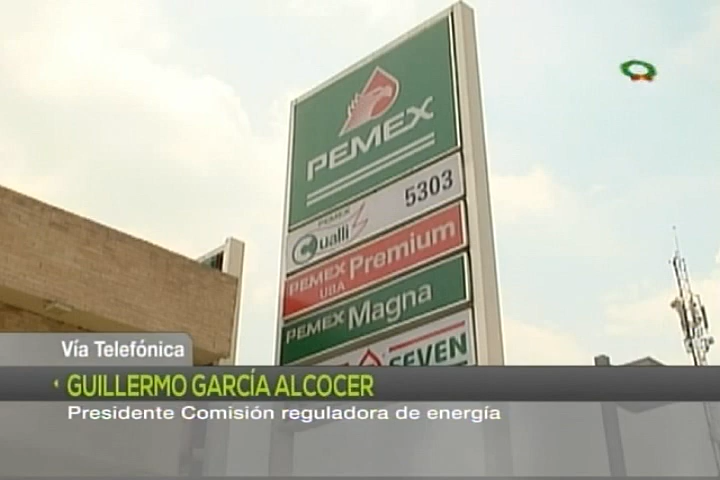 PEMEX
PEMEX
Cualli
5303
PEMEX Premium
UBA
PEMEX Magna
SEVEN
Vía Telefónica
GUILLERMO GARCÍA ALCOCER
Presidente Comisión reguladora de energía